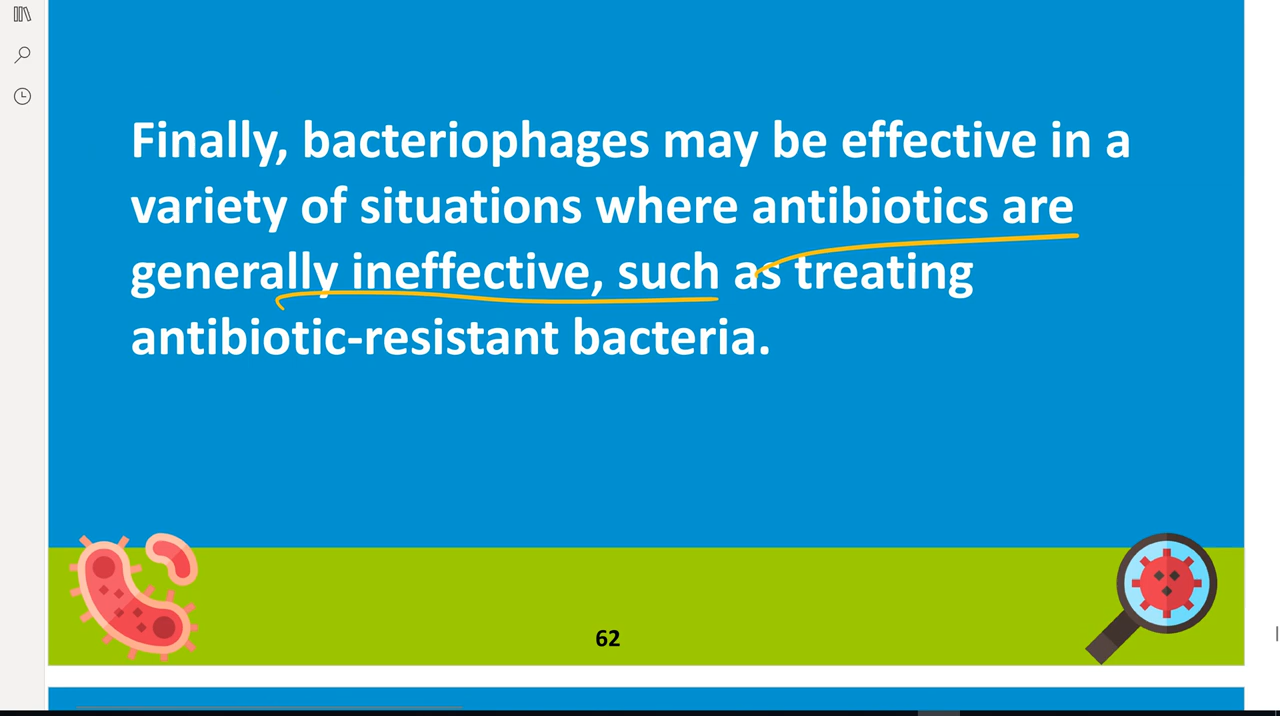 Finally, bacteriophages may be effective in a
variety of situations where antibiotics are
generally ineffective, such as treating
antibiotic-resistant bacteria.
62